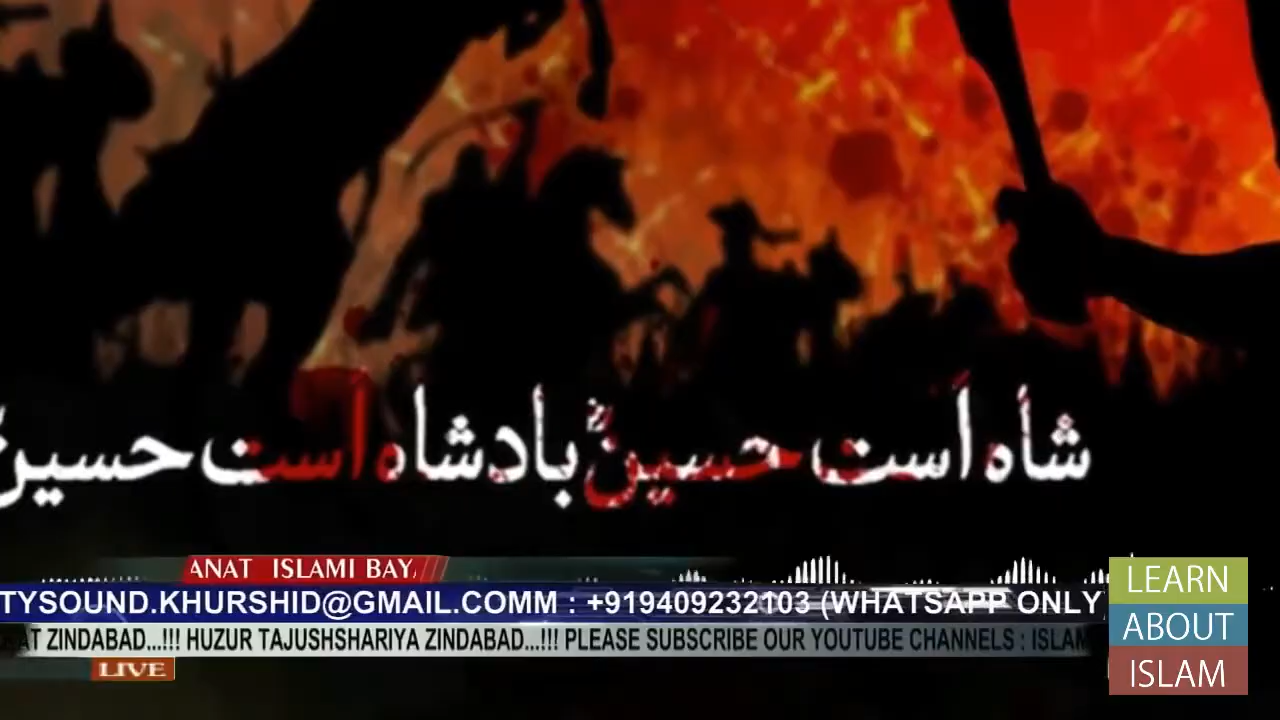 شاہ است حسینؓ بادشاہ است حسین
ANAT ISLAMI BAYA
TYSOUND.KHURSHID@GMAIL.COMM : +919409232103 (WHATSAPP ONLY)
AT ZINDABAD...!!! HUZUR TAJUSHSHARIYA ZINDABAD...!!! PLEASE SUBSCRIBE OUR YOUTUBE CHANNELS : ISLAM
LIVE
LEARN
ABOUT
ISLAM